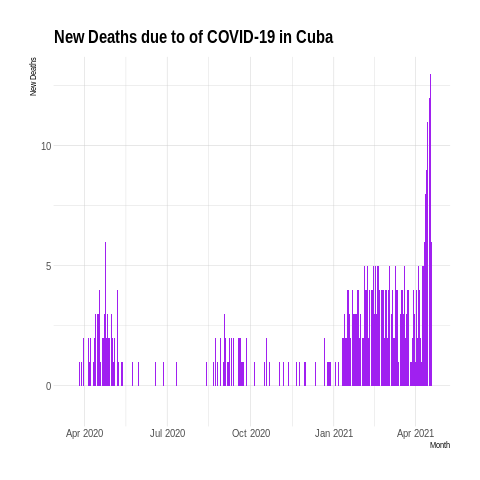 New Deaths due to of COVID-19 in Cuba
New Deaths
10
5
0
Apr 2020 Jul 2020 Oct 2020 Jan 2021 Apr 2021
Month